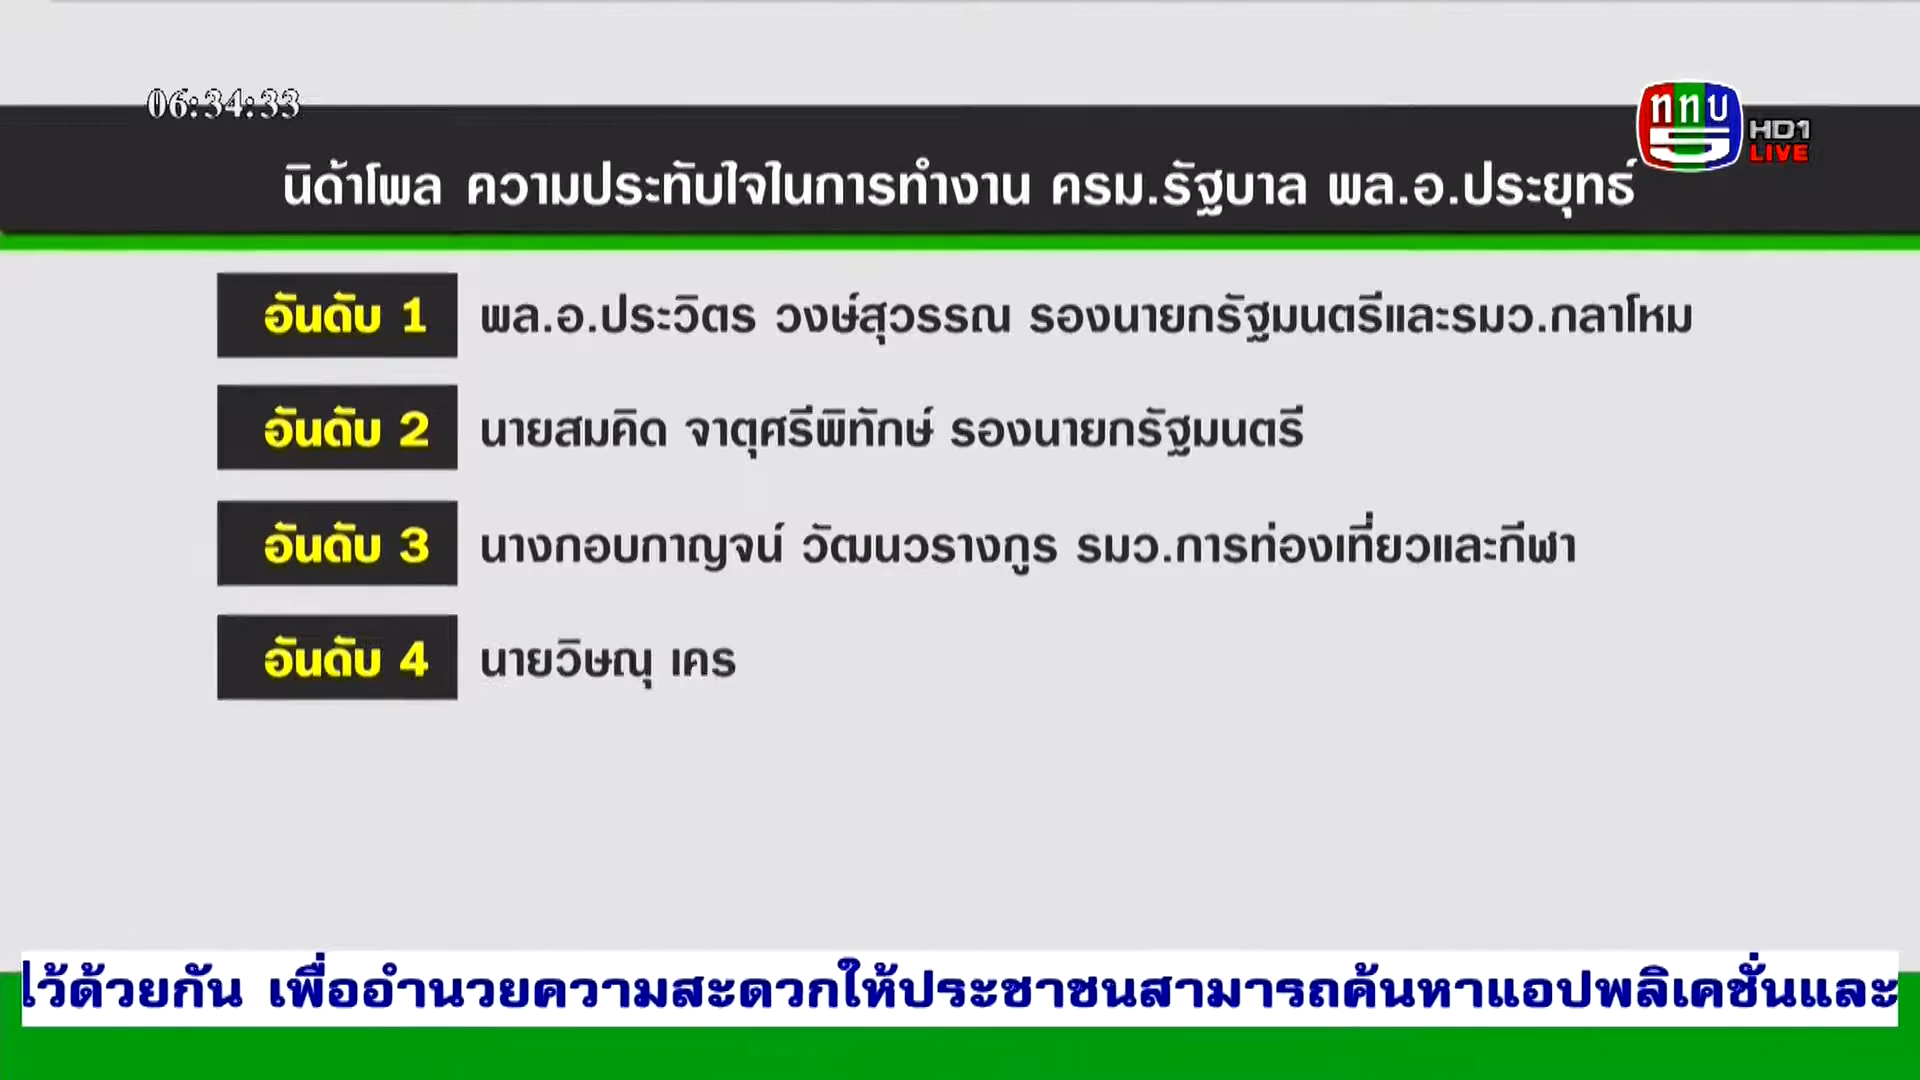 06:34:33
ททบ
5
HD1
LIVE
นิด้าโพล ความประทับใจในการทำงาน ครม.รัฐบาล พล.อ.ประยุทธ์
อันดับ 1 พล.อ.ประวิตร วงษ์สุวรรณ รองนายกรัฐมนตรีและรมว.กลาโหม
อันดับ 2 นายสมคิด จาตุศรีพิทักษ์ รองนายกรัฐมนตรี
อันดับ 3 นางกอบกาญจน์ วัฒนวรางกูร รมว.การท่องเที่ยวและกีฬา
อันดับ 4 นายวิษณุ เคร
ไว้ด้วยกัน เพื่ออำนวยความสะดวกให้ประชาชนสามารถค้นหาแอปพลิเคชั่นและ